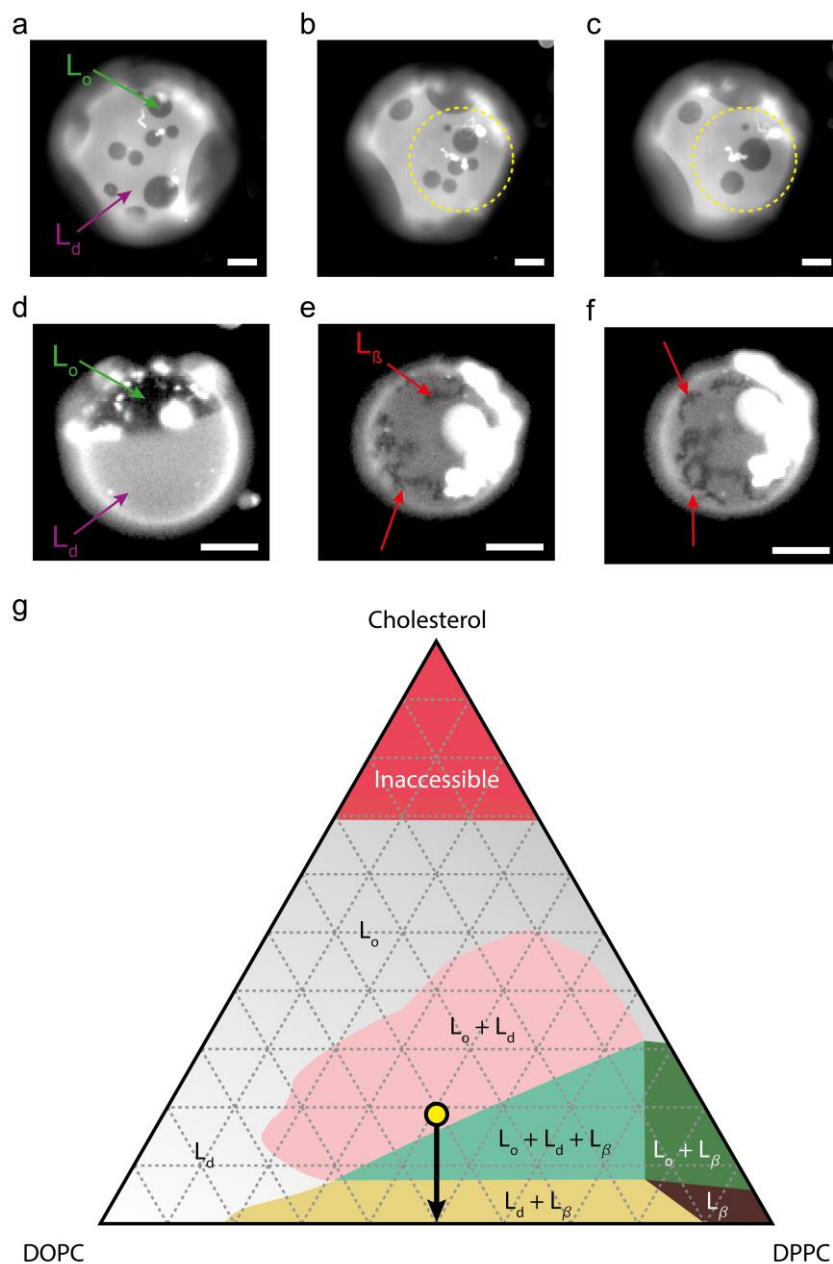 a
b
c
Lo
Ld
d
e
f
Lo
Ld
Lß
g
Cholesterol
Inaccessible
Lo
Lo + Ld
Ld
Lo + Ld + Lβ
Lo + Lβ
Ld + Lβ
Lβ
DOPC
DPPC